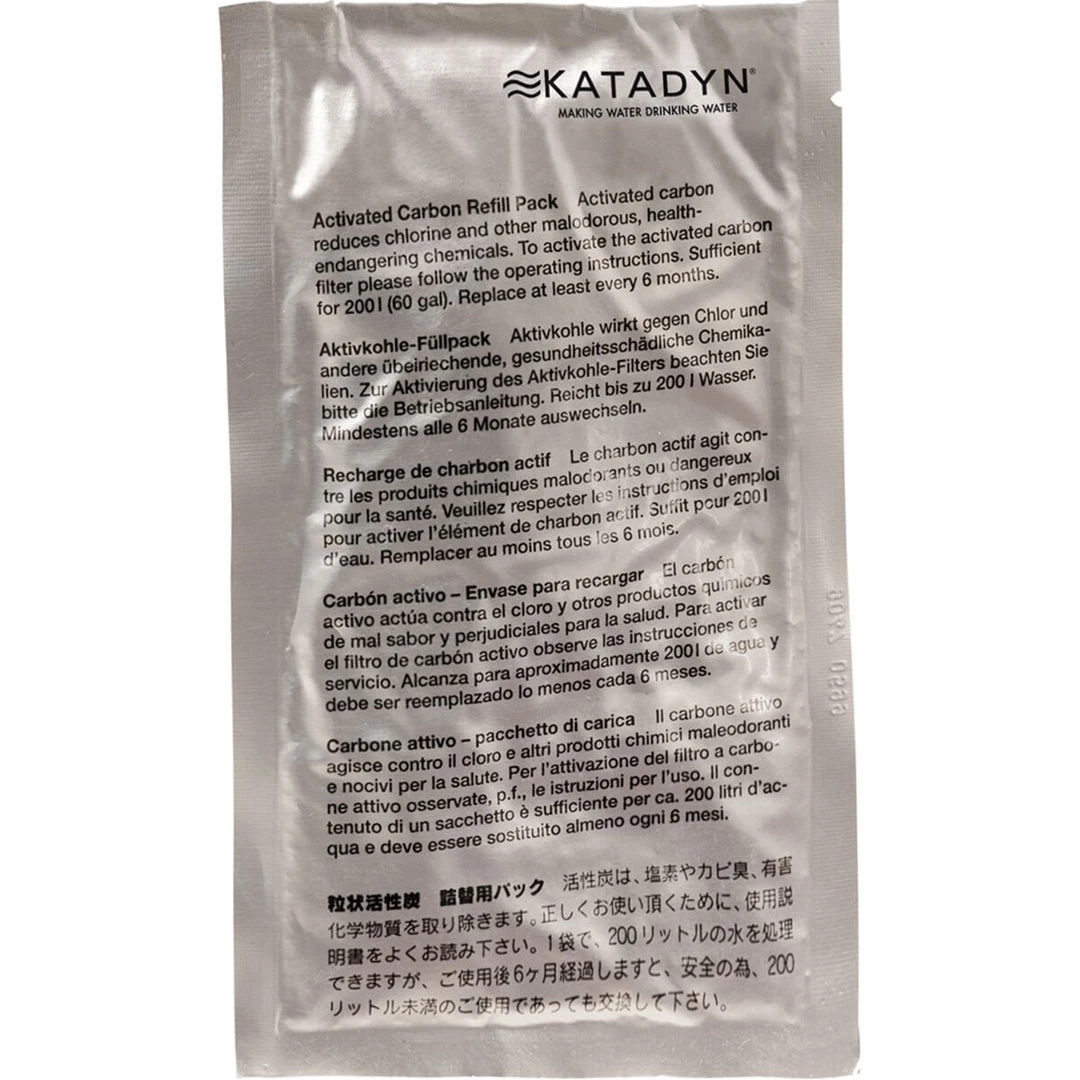 KATADYN®
MAKING WATER DRINKING WATER
Activated Carbon Refill Pack Activated carbon
reduces chlorine and other malodorous, health-
endangering chemicals. To activate the activated carbon
filter please follow the operating instructions. Sufficient
for 200 l (60 gal). Replace at least every 6 months.
Aktivkohle-Füllpack Aktivkohle wirkt gegen Chlor und
andere übelriechende, gesundheitsschädliche Chemika-
lien. Zur Aktivierung des Aktivkohle-Filters beachten Sie
bitte die Betriebsanleitung. Reicht bis zu 200 l Wasser.
Mindestens alle 6 Monate auswechseln.
Recharge de charbon actif Le charbon actif agit con-
tre les produits chimiques malodorants ou dangereux
pour la santé. Veuillez respecter les instructions d'emploi
pour activer l'élément de charbon actif. Suffit pour 200 l
d'eau. Remplacer au moins tous les 6 mois.
Carbón activo – Envase para recargar El carbón
activo actúa contra el cloro y otros productos químicos
de mal sabor y perjudiciales para la salud. Para activar
el filtro de carbón activo observe las instrucciones de
servicio. Alcanza para aproximadamente 200 l de agua y
debe ser reemplazado lo menos cada 6 meses.
Carbone attivo – pacchetto di carica Il carbone attivo
agisce contro il cloro e altri prodotti chimici maleodoranti
e nocivi per la salute. Per l'attivazione del filtro a carbo-
ne attivo osservate, p.f., le istruzioni per l'uso. Il con-
tenuto di un sacchetto è sufficiente per ca. 200 litri d'ac-
qua e deve essere sostituito almeno ogni 6 mesi.
粒状活性炭 詰替用パック 活性炭は、塩素やカビ臭、有害
化学物質を取り除きます。正しくお使い頂くために、使用説
明書をよくお読み下さい。1袋で、200リットルの水を処理
できますが、ご使用後6ヶ月経過しますと、安全の為、200
リットル未満のご使用であっても交換して下さい。